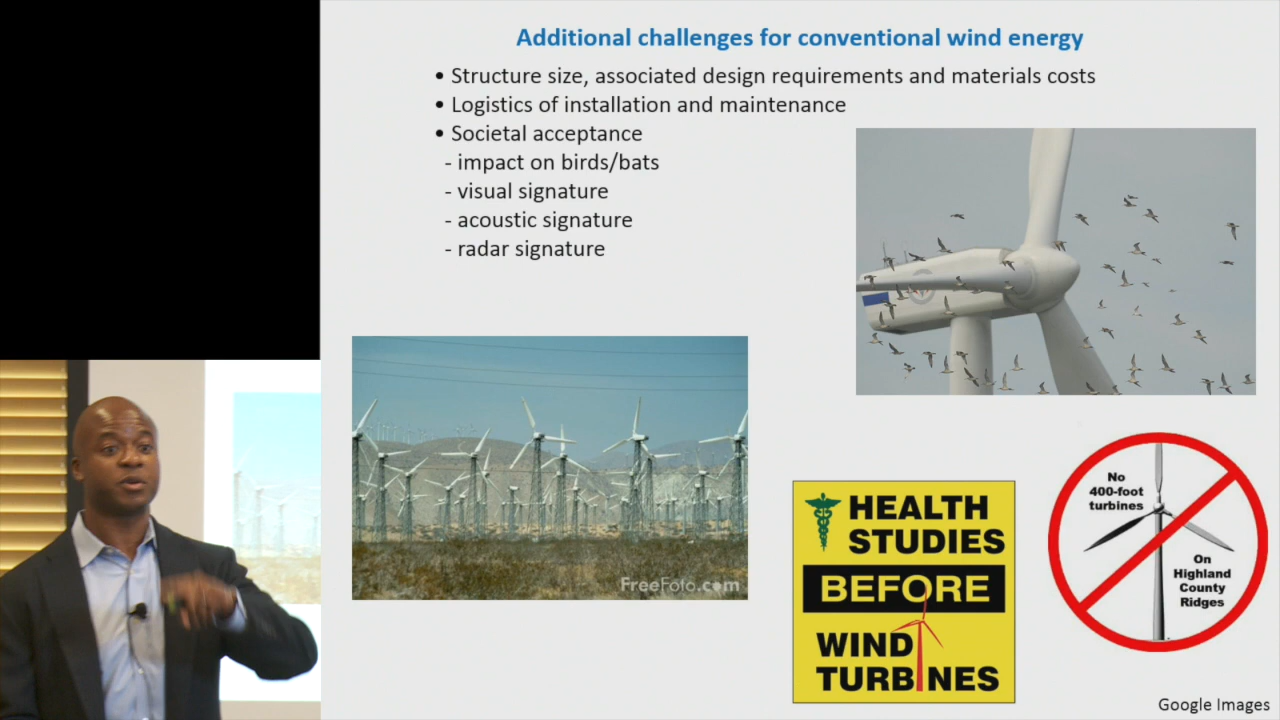 Additional challenges for conventional wind energy
• Structure size, associated design requirements and materials costs
• Logistics of installation and maintenance
• Societal acceptance
- impact on birds/bats
- visual signature
- acoustic signature
- radar signature
FreeFoto.com
HEALTH
STUDIES
BEFORE
WIND
TURBINES
No
400-foot
turbines
On
Highland
County
Ridges
Google Images